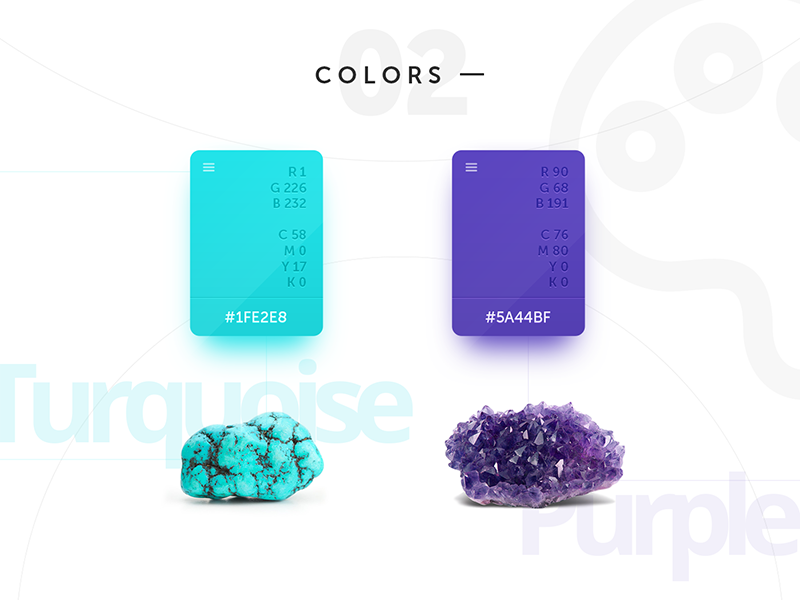 02
COLORS —
R 1
G 226
B 232
C 58
M 0
Y 17
K 0
#1FE2E8
R 90
G 68
B 191
C 76
M 80
Y 0
K 0
#5A44BF
Turquoise
Purple